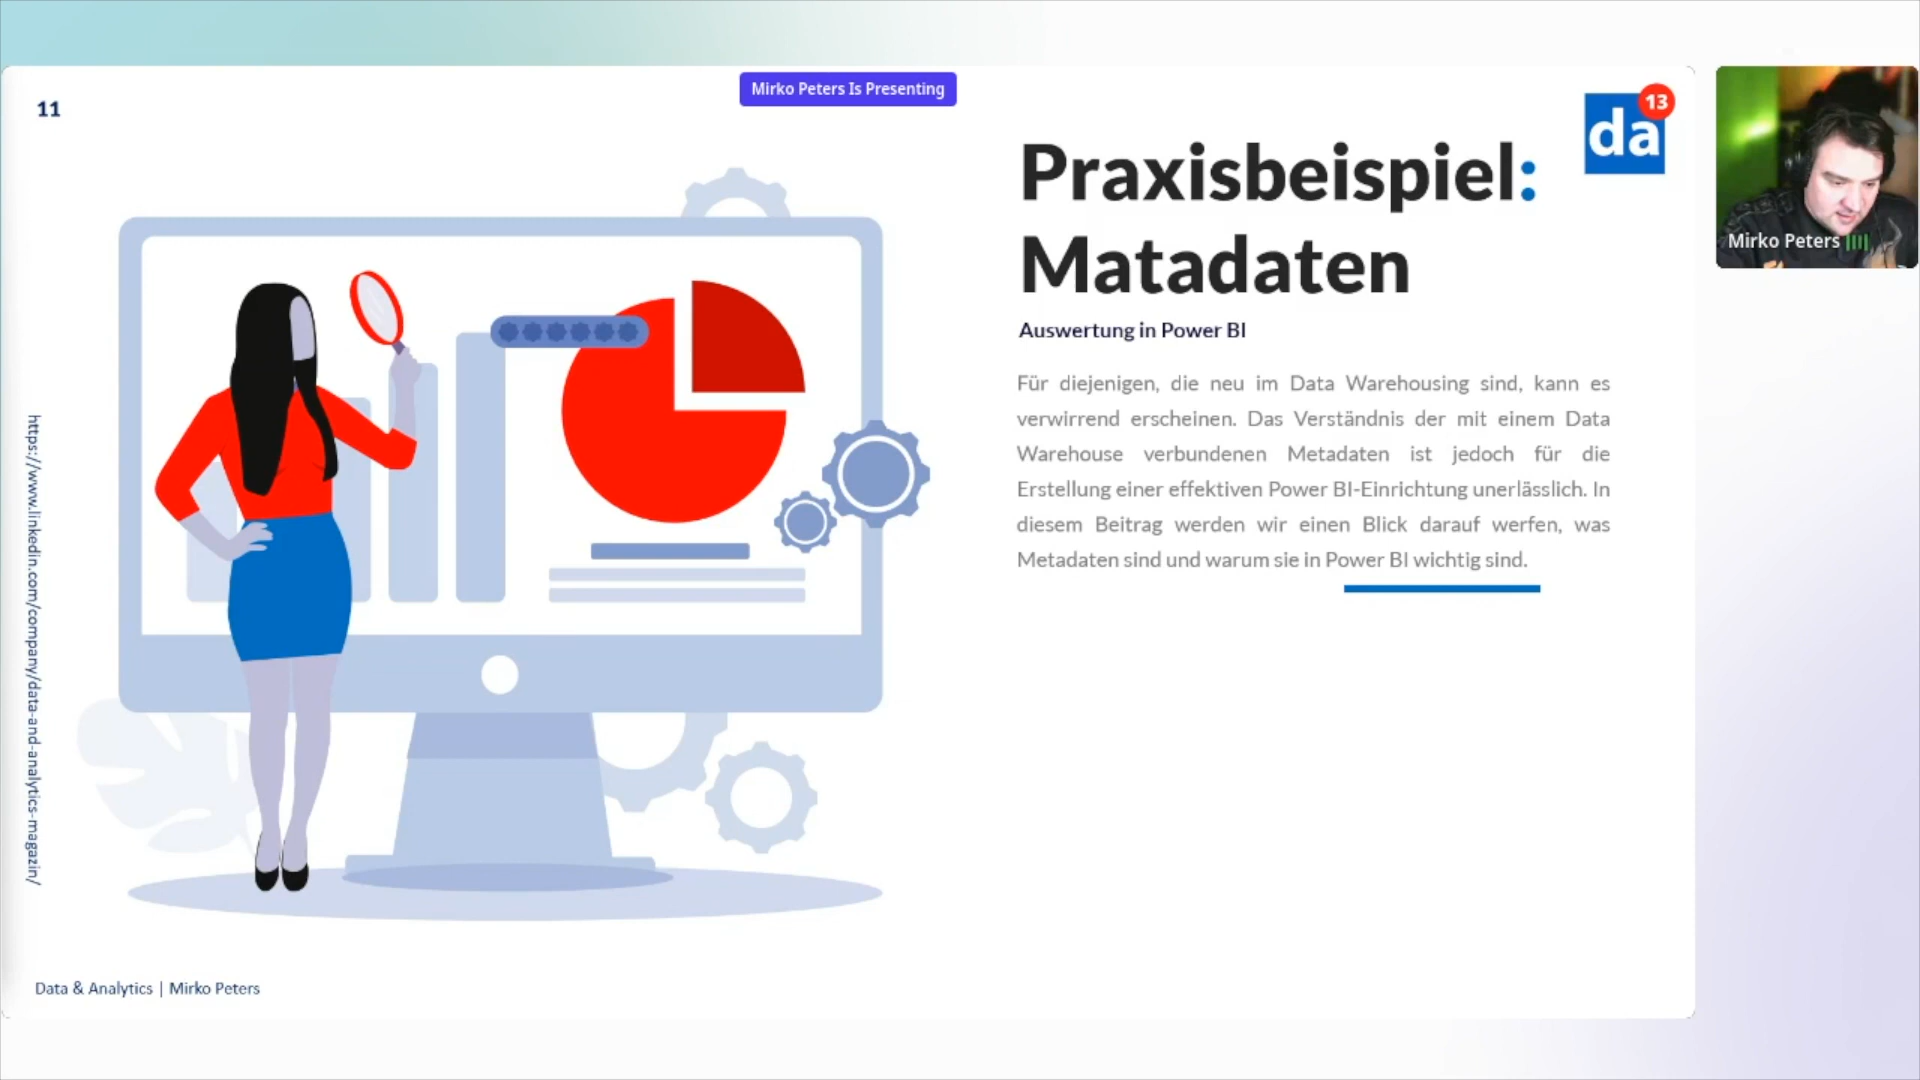 Mirko Peters Is Presenting
11
13
da
Praxisbeispiel:
Matadaten
Auswertung in Power BI
Für diejenigen, die neu im Data Warehousing sind, kann es
verwirrend erscheinen. Das Verständnis der mit einem Data
Warehouse verbundenen Metadaten ist jedoch für die
Erstellung einer effektiven Power BI-Einrichtung unerlässlich. In
diesem Beitrag werden wir einen Blick darauf werfen, was
Metadaten sind und warum sie in Power BI wichtig sind.
Mirko Peters
https://www.linkedin.com/company/data-and-analytics-magazin/
Data & Analytics | Mirko Peters